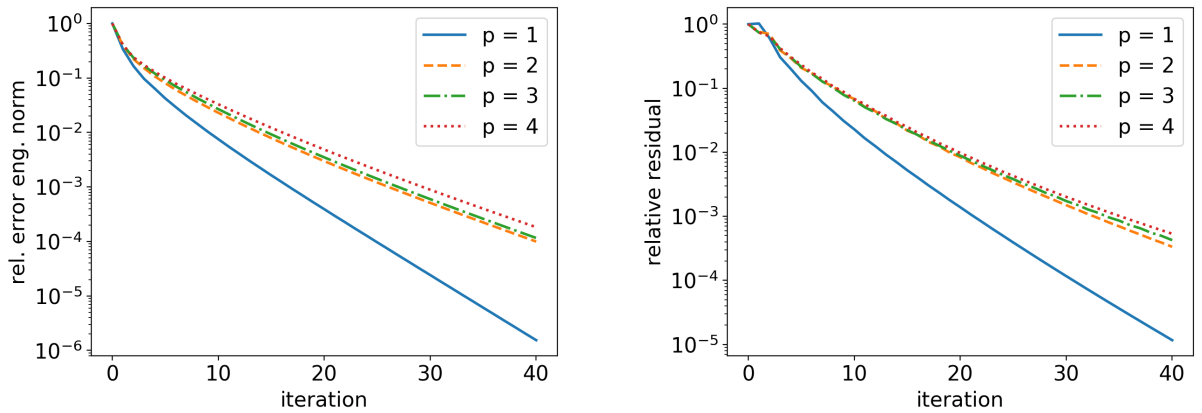 10^0
10^-1
10^-2
10^-3
10^-4
10^-5
10^-6
rel. error eng. norm
p = 1
p = 2
p = 3
p = 4
0 10 20 30 40
iteration
10^0
10^-1
10^-2
10^-3
10^-4
10^-5
relative residual
p = 1
p = 2
p = 3
p = 4
0 10 20 30 40
iteration